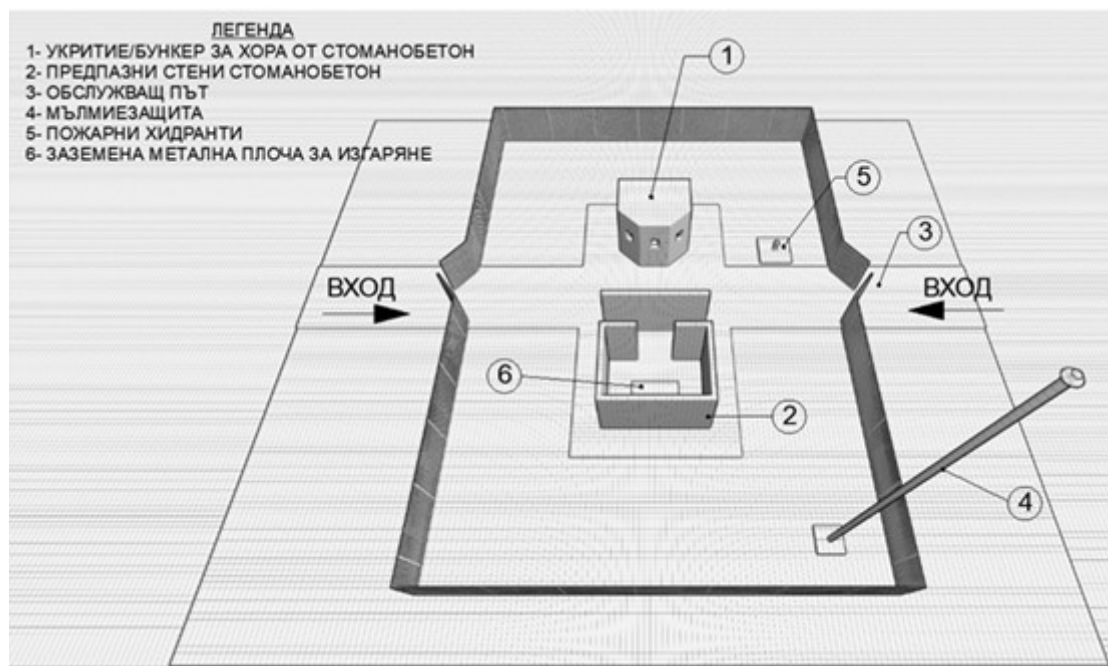 ЛЕГЕНДА
1- УКРИТИЕ/БУНКЕР ЗА ХОРА ОТ СТОМАНОБЕТОН
2- ПРЕДПАЗНИ СТЕНИ СТОМАНОБЕТОН
3- ОБСЛУЖВАЩ ПЪТ
4- МЪЛМИЕЗАЩИТА
5- ПОЖАРНИ ХИДРАНТИ
6- ЗАЗЕМЕНА МЕТАЛНА ПЛОЧА ЗА ИЗГАРЯНЕ
1
5
3
ВХОД
ВХОД
6
2
4